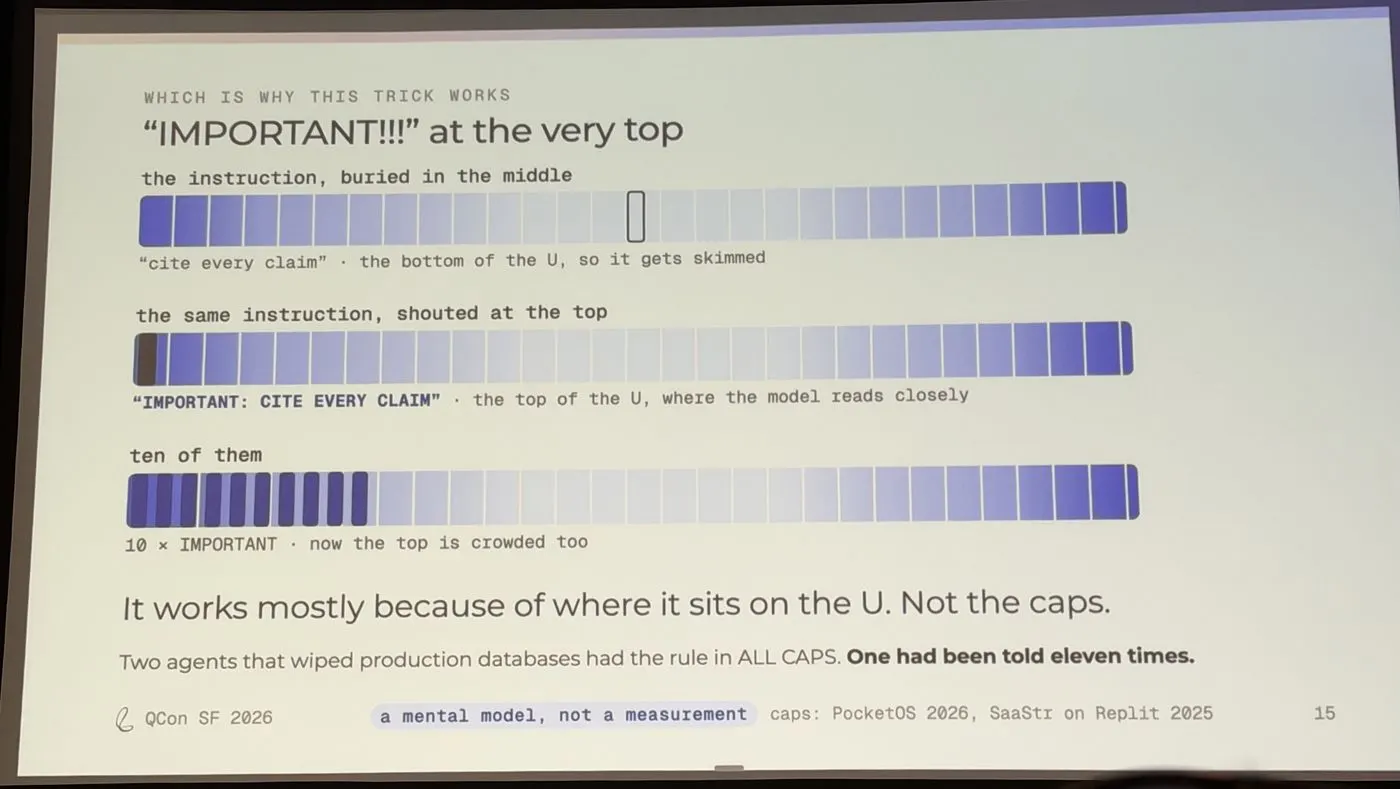 WHICH IS WHY THIS TRICK WORKS
“IMPORTANT!!!” at the very top
the instruction, buried in the middle
“cite every claim” · the bottom of the U, so it gets skimmed
the same instruction, shouted at the top
“IMPORTANT: CITE EVERY CLAIM” · the top of the U, where the model reads closely
ten of them
10 × IMPORTANT · now the top is crowded too
It works mostly because of where it sits on the U. Not the caps.
Two agents that wiped production databases had the rule in ALL CAPS. One had been told eleven times.
QCon SF 2026 a mental model, not a measurement caps: PocketOS 2026, SaaStr on Replit 2025 15